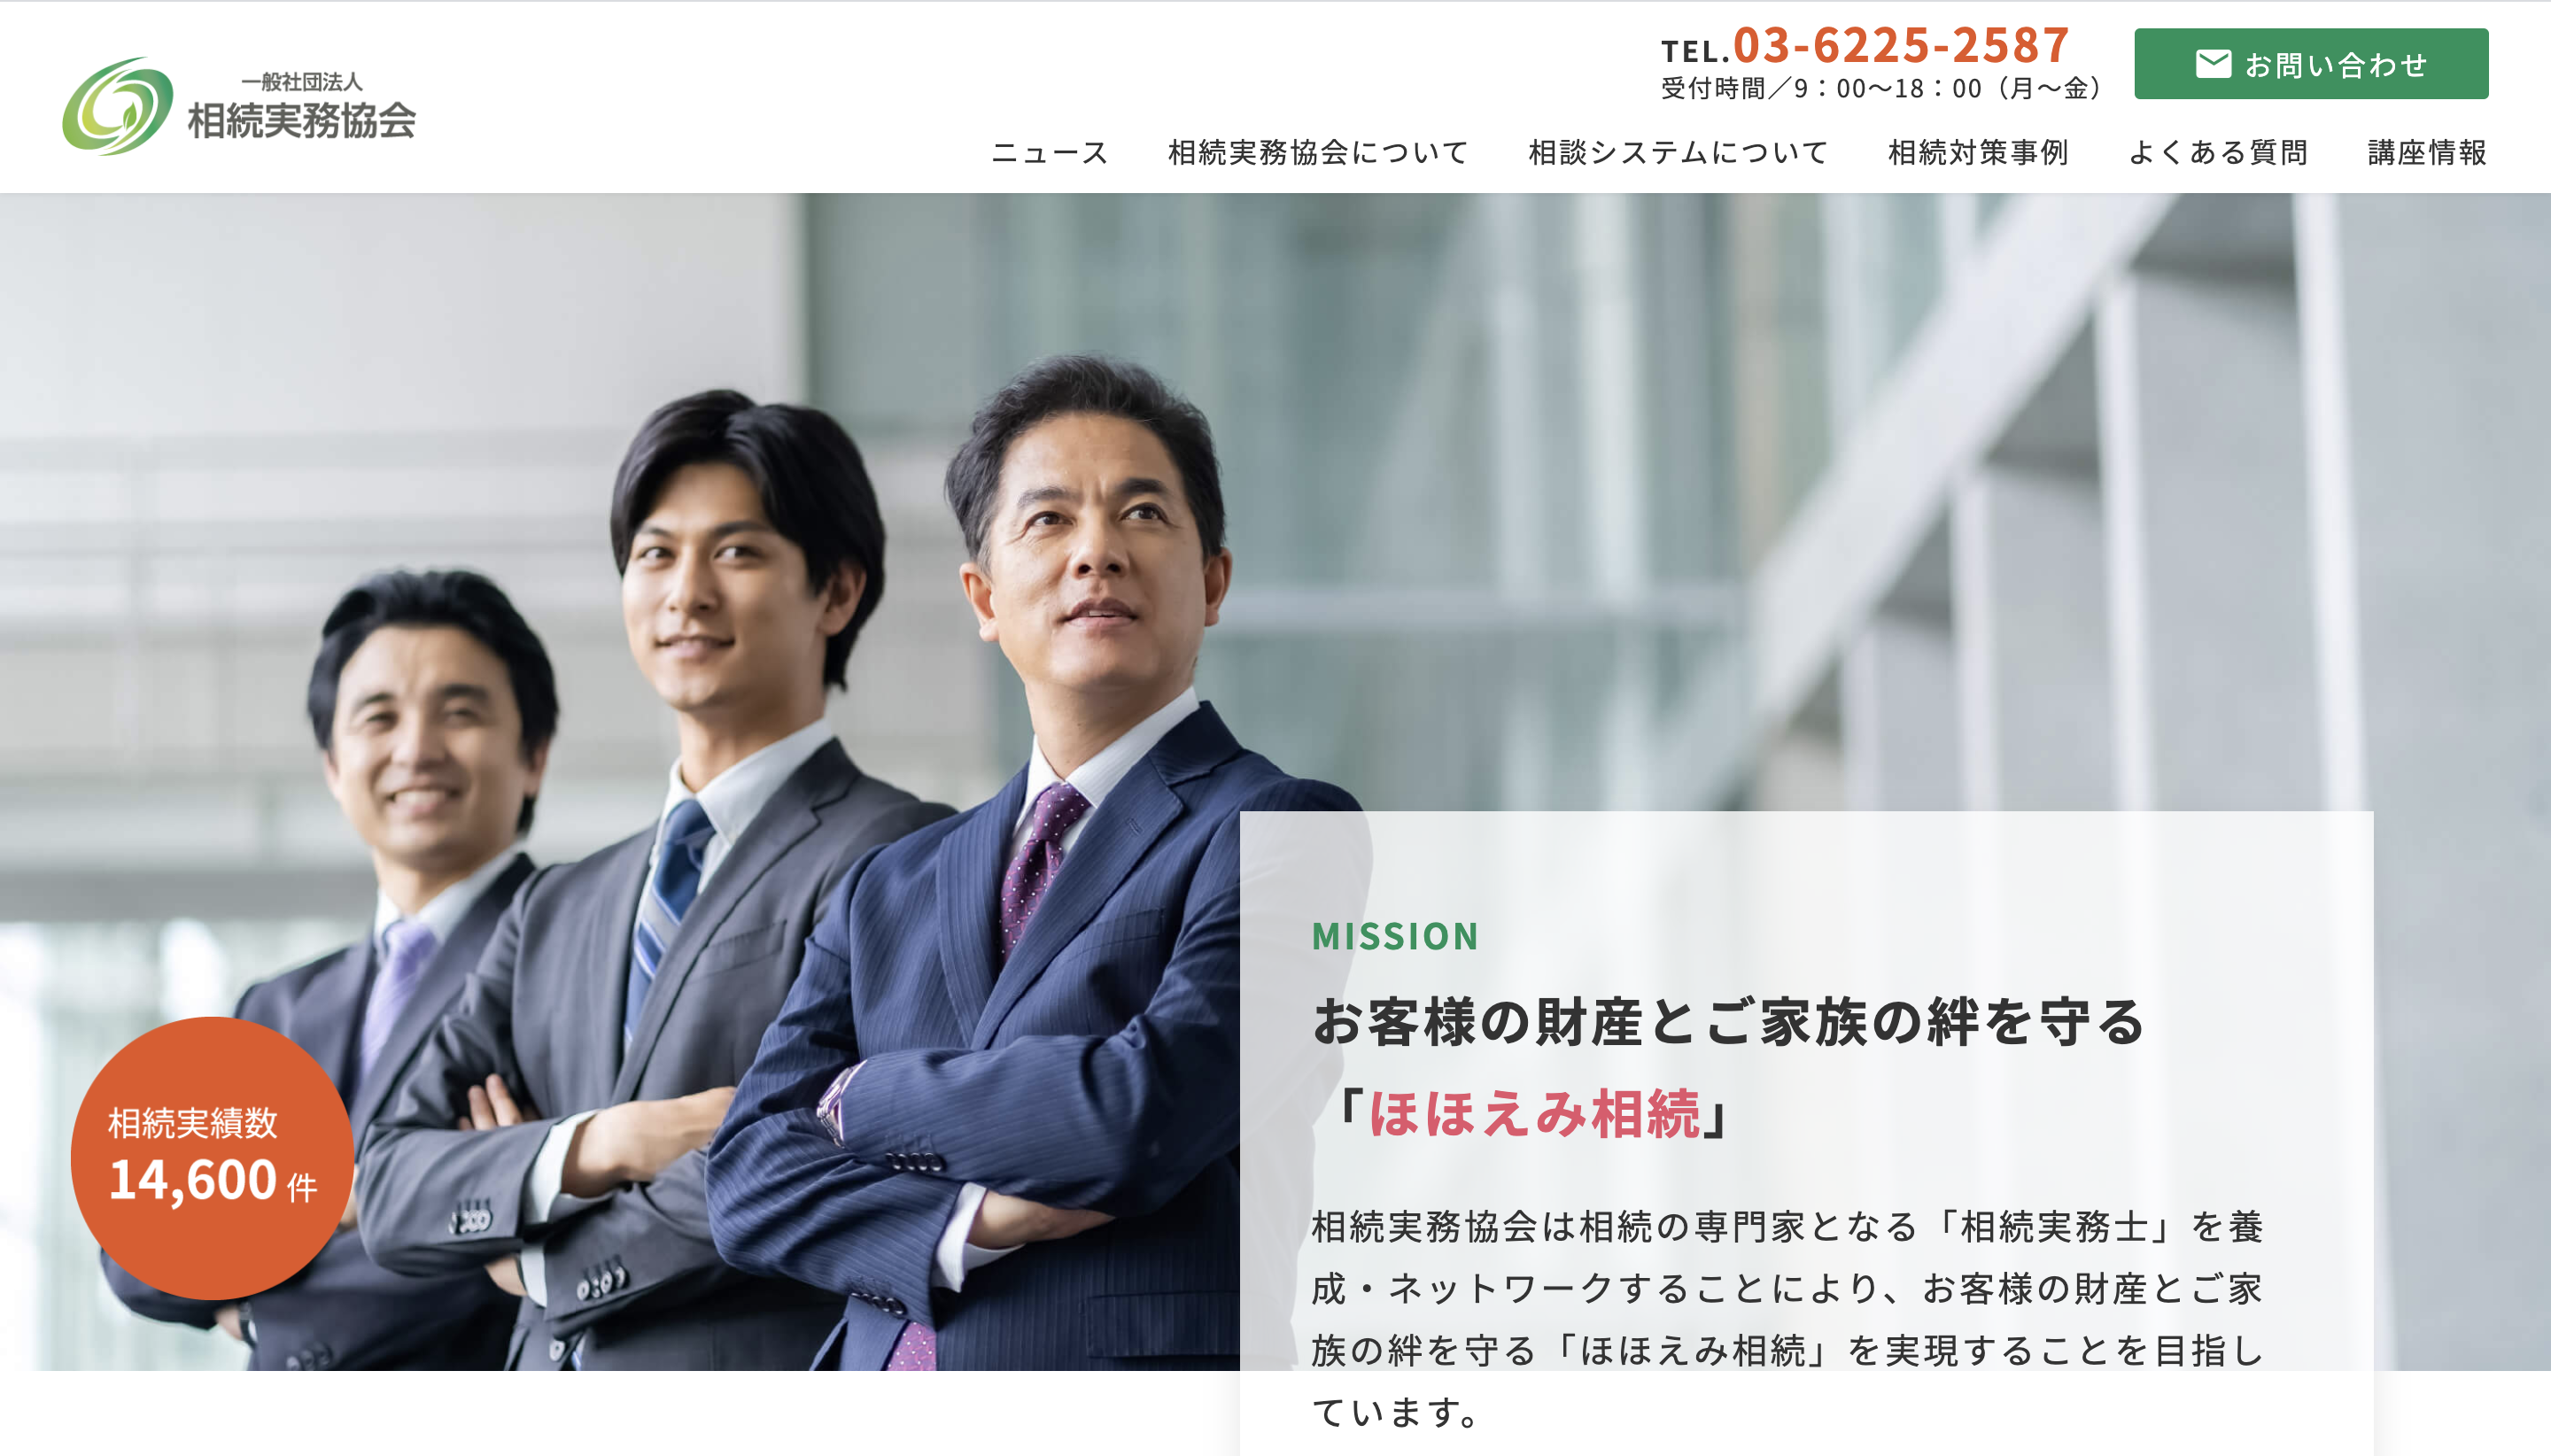 一般社団法人
相続実務協会
TEL.03-6225-2587
受付時間／9：00〜18：00（月〜金）
お問い合わせ
ニュース 相続実務協会について 相談システムについて 相続対策事例 よくある質問 講座情報
相続実績数
14,600 件
MISSION
お客様の財産とご家族の絆を守る
「ほほえみ相続」
相続実務協会は相続の専門家となる「相続実務士」を養
成・ネットワークすることにより、お客様の財産とご家
族の絆を守る「ほほえみ相続」を実現することを目指し
ています。